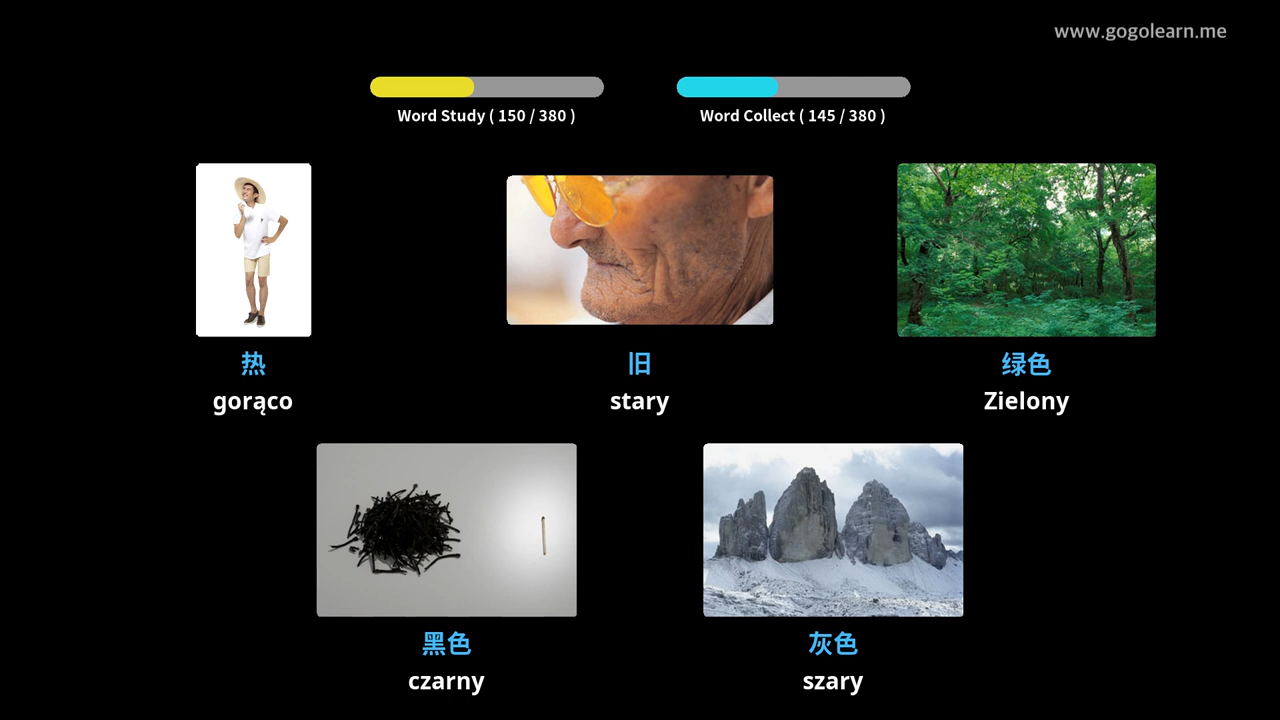 www.gogolearn.me
Word Study ( 150 / 380 )
Word Collect ( 145 / 380 )
热
gorąco
旧
stary
绿色
Zielony
黑色
czarny
灰色
szary